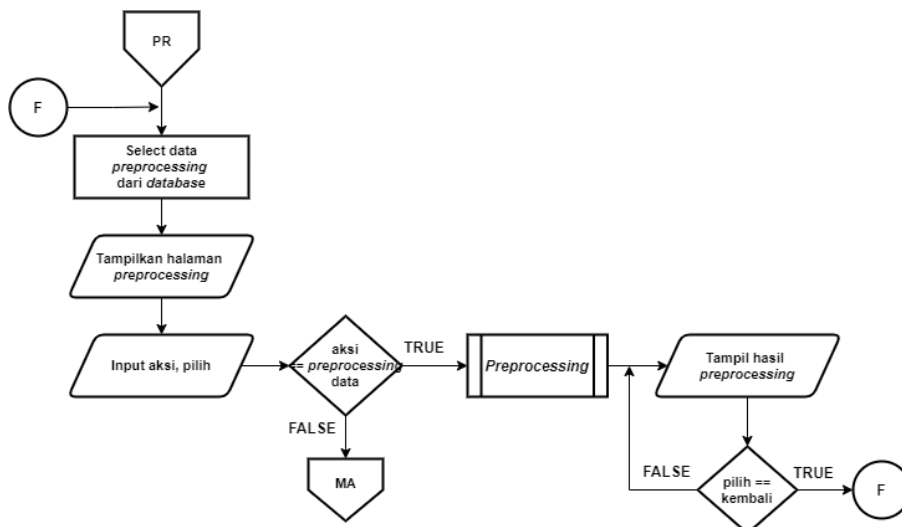 PR
F
Select data
preprocessing
dari database
Tampilkan halaman
preprocessing
Input aksi, pilih
aksi
== preprocessing
data
TRUE
FALSE
MA
Preprocessing
Tampil hasil
preprocessing
pilih ==
kembali
FALSE
TRUE
F